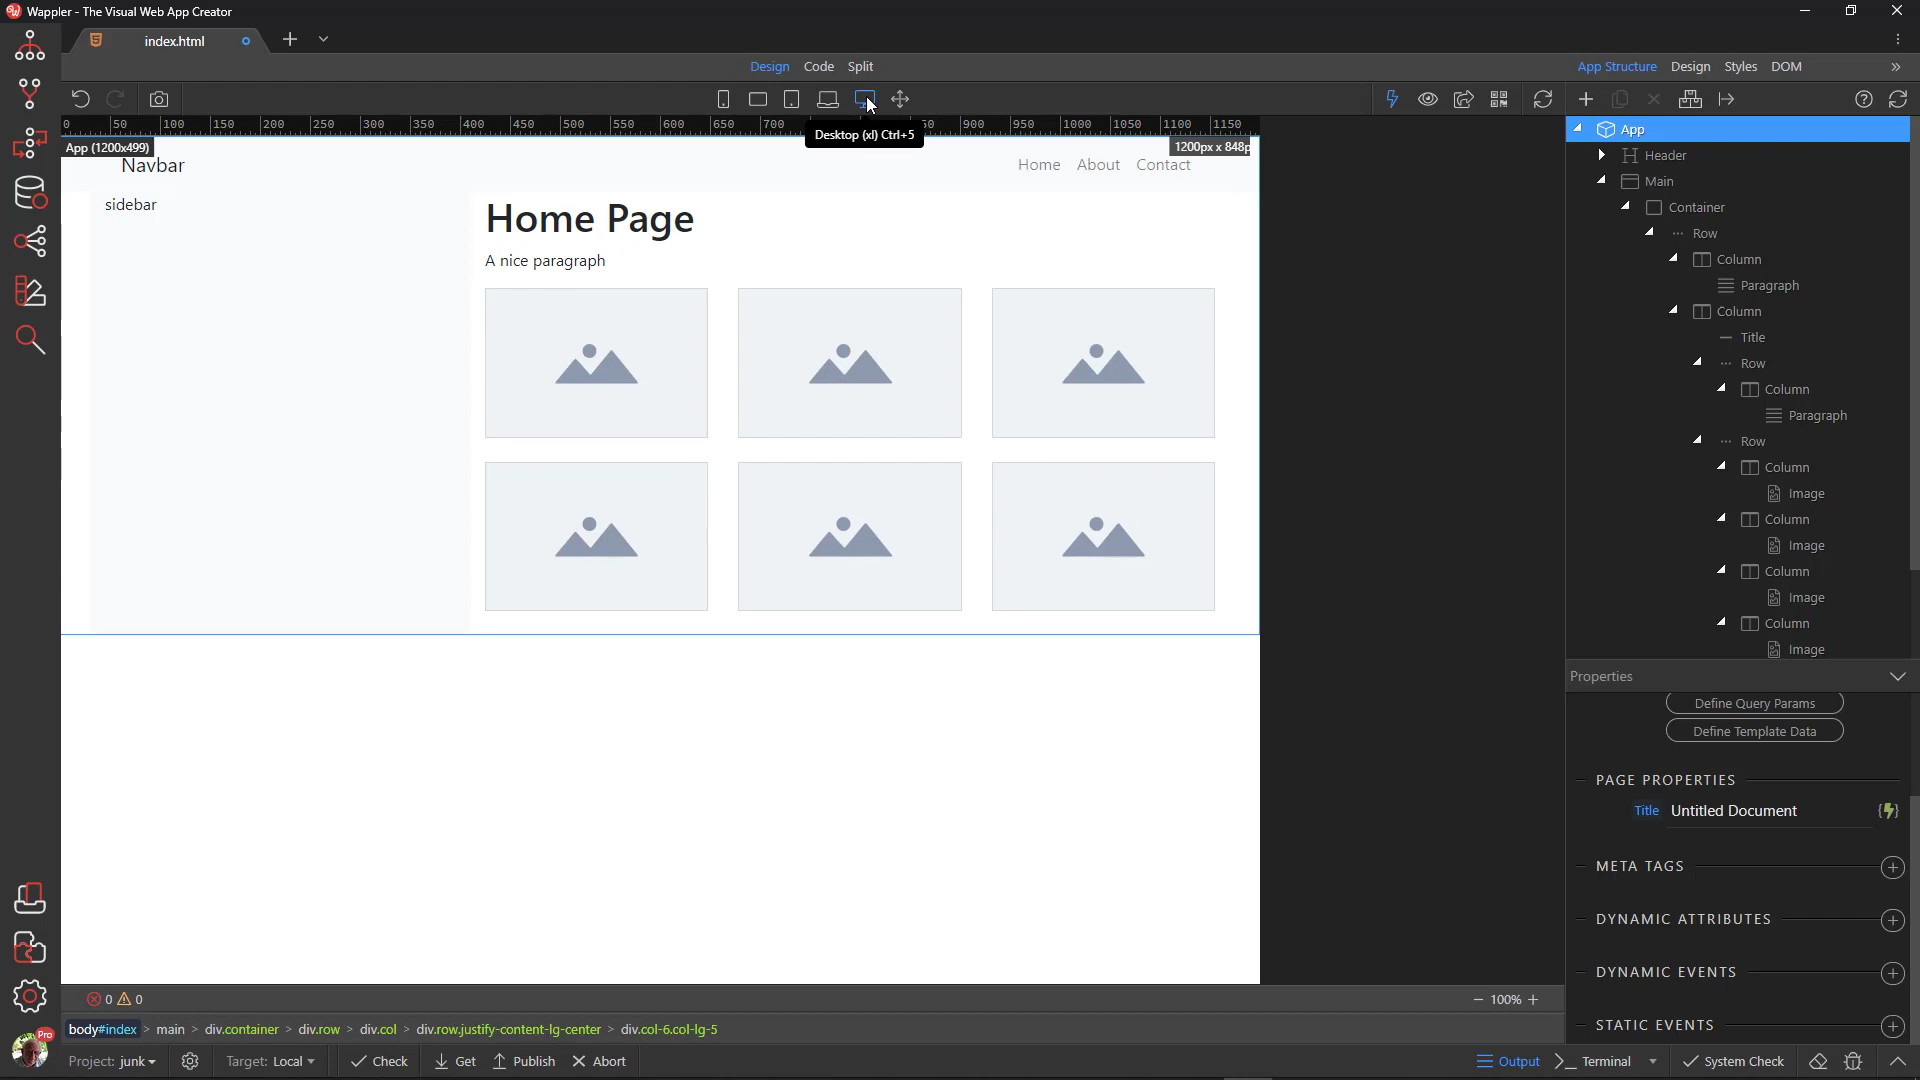 Wappler - The Visual Web App Creator
index.html
Design Code Split
App Structure Design Styles DOM
0 50 100 150 200 250 300 350 400 450 500 550 600 650 700 900 950 1000 1050 1100 1150
Desktop (xl) Ctrl+5
App (1200x499)
1200px x 848p
Navbar
Home About Contact
sidebar
Home Page
A nice paragraph
App
Header
Main
Container
Row
Column
Paragraph
Column
Title
Row
Column
Paragraph
Row
Column
Image
Column
Image
Column
Image
Column
Image
Properties
Define Query Params
Define Template Data
PAGE PROPERTIES
Title Untitled Document
META TAGS
DYNAMIC ATTRIBUTES
DYNAMIC EVENTS
STATIC EVENTS
0 0
100%
body#index > main > div.container > div.row > div.col > div.row.justify-content-lg-center > div.col-6.col-lg-5
Pro
Project: junk Target: Local Check Get Publish Abort
Output Terminal System Check